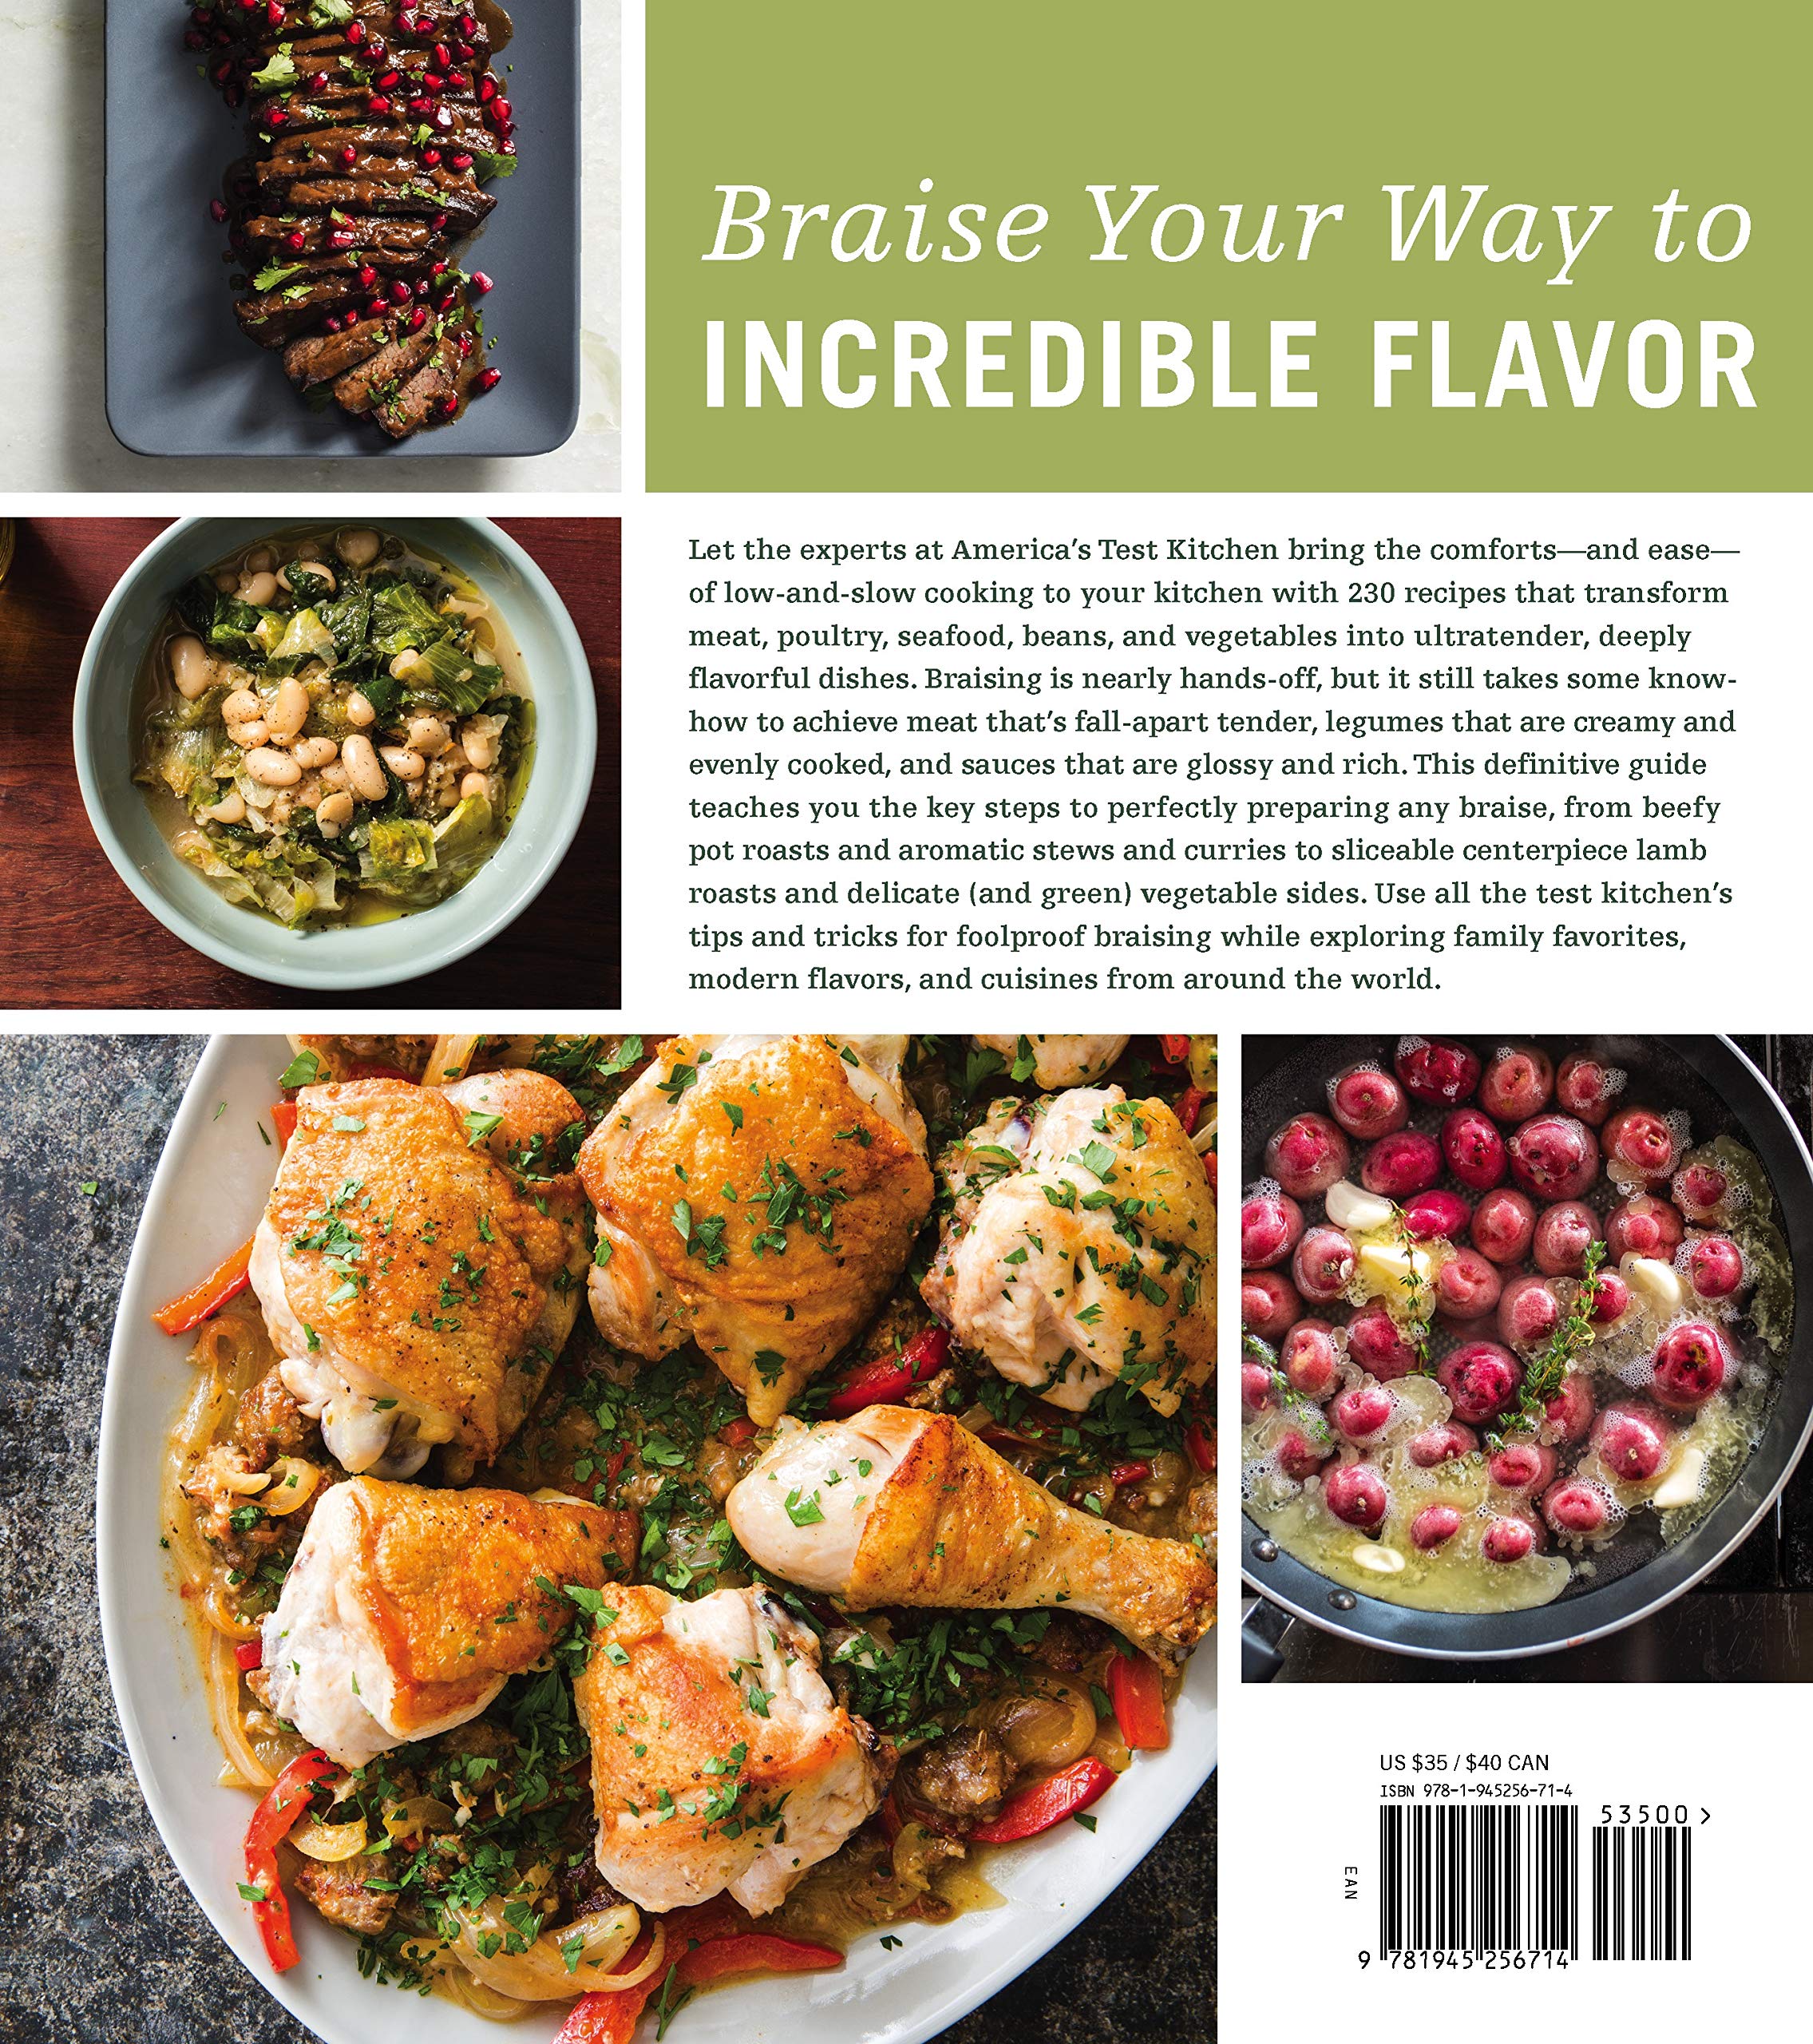 Braise Your Way to
INCREDIBLE FLAVOR
Let the experts at America's Test Kitchen bring the comforts—and ease—
of low-and-slow cooking to your kitchen with 230 recipes that transform
meat, poultry, seafood, beans, and vegetables into ultratender, deeply
flavorful dishes. Braising is nearly hands-off, but it still takes some know-
how to achieve meat that's fall-apart tender, legumes that are creamy and
evenly cooked, and sauces that are glossy and rich. This definitive guide
teaches you the key steps to perfectly preparing any braise, from beefy
pot roasts and aromatic stews and curries to sliceable centerpiece lamb
roasts and delicate (and green) vegetable sides. Use all the test kitchen's
tips and tricks for foolproof braising while exploring family favorites,
modern flavors, and cuisines from around the world.
US $35 / $40 CAN
ISBN 978-1-945256-71-4
53500 >
EAN
9 781945 256714